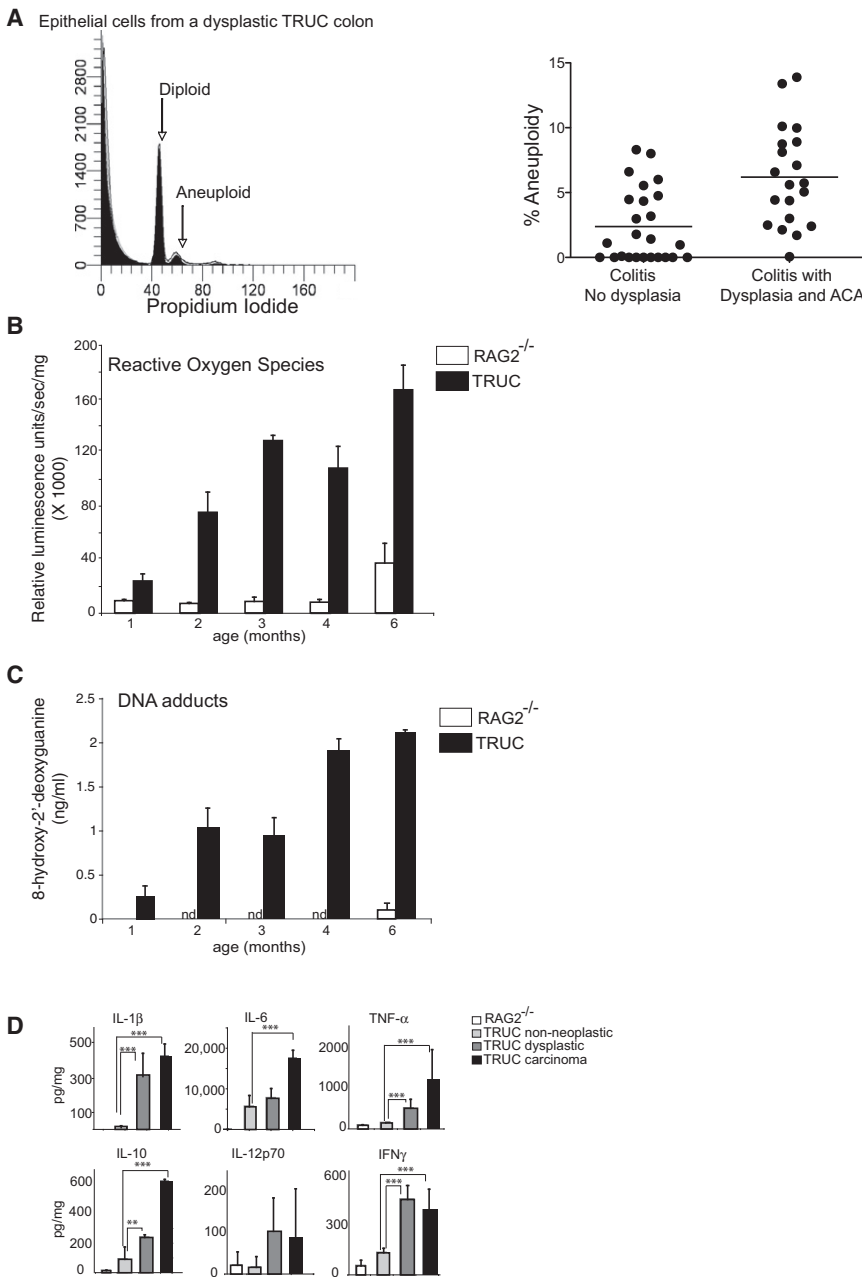 A
Epithelial cells from a dysplastic TRUC colon
2800
2100
1400
700
0
Diploid
Aneuploid
0 40 80 120 160
Propidium Iodide
% Aneuploidy
15
10
5
0
Colitis
No dysplasia
Colitis with
Dysplasia and ACA
B
Reactive Oxygen Species
Relative luminescence units/sec/mg
(X 1000)
200
160
120
80
40
0
1 2 3 4 6
age (months)
RAG2-/-
TRUC
C
DNA adducts
8-hydroxy-2'-deoxyguanine
(ng/ml)
2.5
2
1.5
1
0.5
0
nd nd nd
1 2 3 4 6
age (months)
RAG2-/-
TRUC
D
IL-1β
pg/mg
500
300
100
***
***
IL-6
20,000
10,000
0
***
TNF-α
2000
1000
0
***
***
RAG2-/-
TRUC non-neoplastic
TRUC dysplastic
TRUC carcinoma
IL-10
pg/mg
600
400
200
0
***
**
IL-12p70
200
100
0
IFNγ
600
300
0
***
***